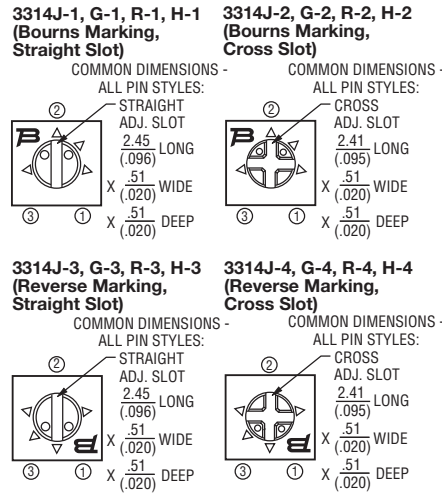 3314J-1, G-1, R-1, H-1
(Bourns Marking,
Straight Slot)
COMMON DIMENSIONS -
ALL PIN STYLES:
STRAIGHT
ADJ. SLOT
2.45
(.096) LONG
X .51
(.020) WIDE
X .51
(.020) DEEP
2
3 1
3314J-2, G-2, R-2, H-2
(Bourns Marking,
Cross Slot)
COMMON DIMENSIONS -
ALL PIN STYLES:
CROSS
ADJ. SLOT
2.41
(.095) LONG
X .51
(.020) WIDE
X .51
(.020) DEEP
2
3 1
3314J-3, G-3, R-3, H-3
(Reverse Marking,
Straight Slot)
COMMON DIMENSIONS -
ALL PIN STYLES:
STRAIGHT
ADJ. SLOT
2.45
(.096) LONG
X .51
(.020) WIDE
X .51
(.020) DEEP
2
3 1
3314J-4, G-4, R-4, H-4
(Reverse Marking,
Cross Slot)
COMMON DIMENSIONS -
ALL PIN STYLES:
CROSS
ADJ. SLOT
2.41
(.095) LONG
X .51
(.020) WIDE
X .51
(.020) DEEP
2
3 1